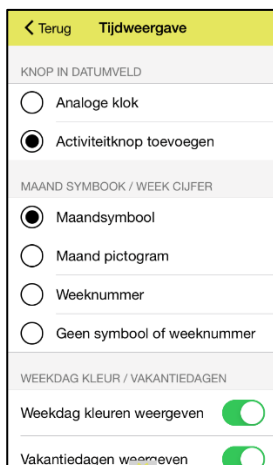 Terug Tijdweergave
KNOP IN DATUMVELD
Analoge klok
Activiteitknop toevoegen
MAAND SYMBOOK / WEEK CIJFER
Maandsymbool
Maand pictogram
Weeknummer
Geen symbool of weeknummer
WEEKDAG KLEUR / VAKANTIEDAGEN
Weekdag kleuren weergeven
Vakantiedagen weergeven